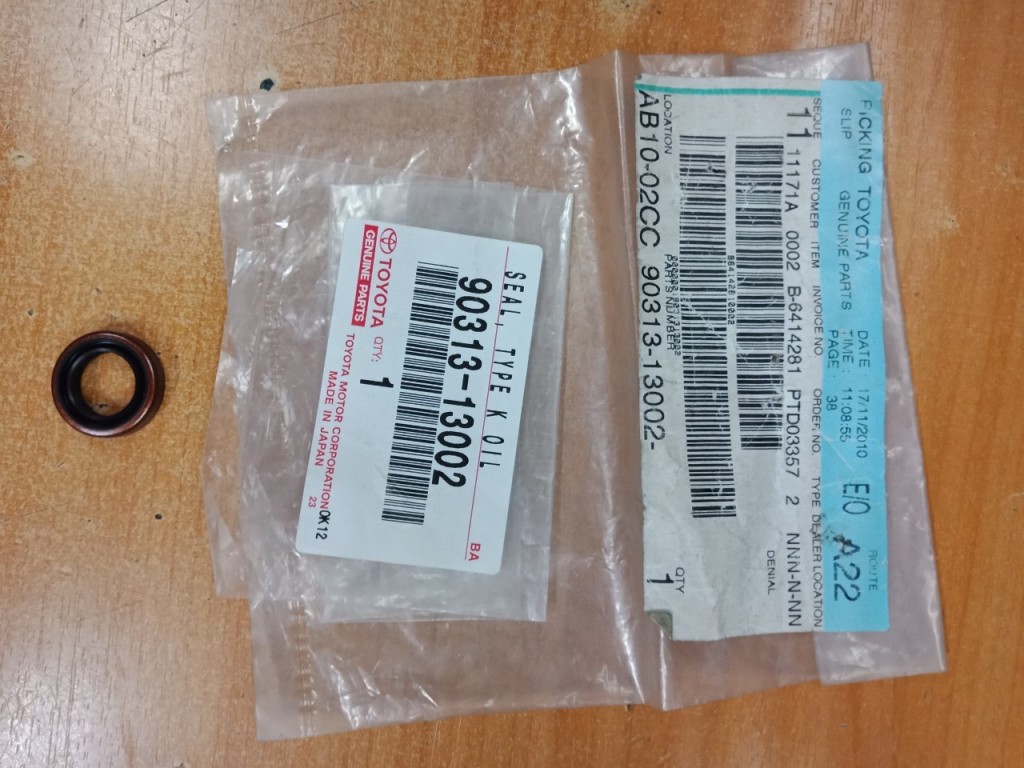 SEAL, TYPE K OIL
BA
90313-13002
TOYOTA QTY:
GENUINE PARTS
1
TOYOTA MOTOR CORPORATION
OK12
MADE IN JAPAN
23
PICKING TOYOTA DATE 17/11/2010 E/O ROUTE
SLIP GENUINE PARTS TIME: 11:08:55 A22
PAGE: 38
SEQUE CUSTOMER ITEM INVOICE NO. ORDER NO. TYPE DEALER LOCATION
11 11171A 0002 B-6414281 PTD03357 2 NNN-N-NN
DENIAL
LOCATION PARTS NUMBER QTY
AB10-02CC 90313-13002- 1